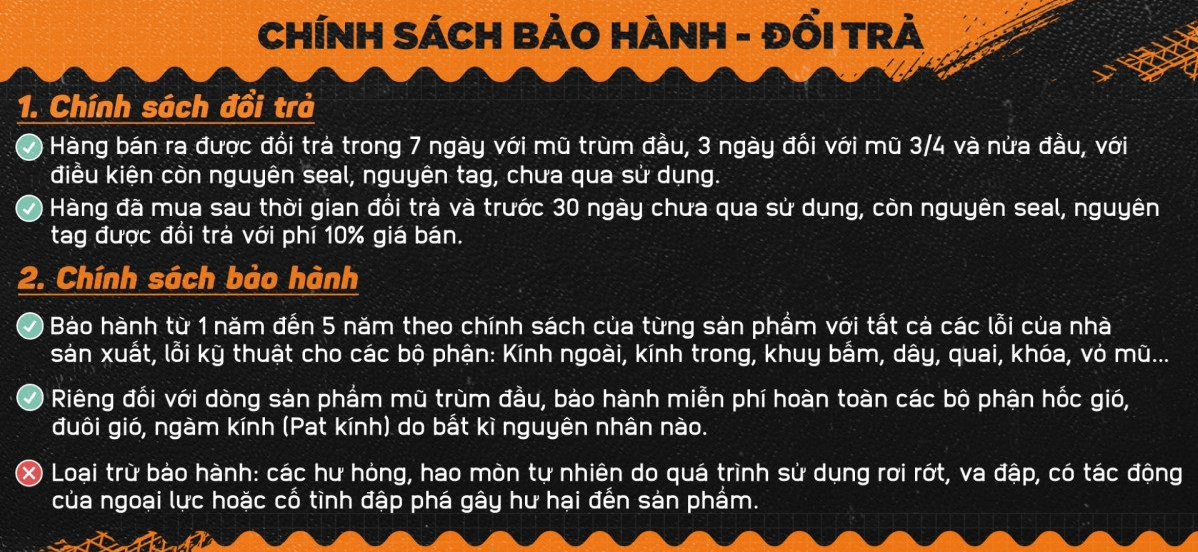 CHÍNH SÁCH BẢO HÀNH - ĐỔI TRẢ
1. Chính sách đổi trả
Hàng bán ra được đổi trả trong 7 ngày với mũ trùm đầu, 3 ngày đối với mũ 3/4 và nửa đầu, với
điều kiện còn nguyên seal, nguyên tag, chưa qua sử dụng.
Hàng đã mua sau thời gian đổi trả và trước 30 ngày chưa qua sử dụng, còn nguyên seal, nguyên
tag được đổi trả với phí 10% giá bán.
2. Chính sách bảo hành
Bảo hành từ 1 năm đến 5 năm theo chính sách của từng sản phẩm với tất cả các lỗi của nhà
sản xuất, lỗi kỹ thuật cho các bộ phận: Kính ngoài, kính trong, khuy bấm, dây, quai, khóa, vỏ mũ...
Riêng đối với dòng sản phẩm mũ trùm đầu, bảo hành miễn phí hoàn toàn các bộ phận hốc gió,
đuôi gió, ngàm kính (Pat kính) do bất kì nguyên nhân nào.
Loại trừ bảo hành: các hư hỏng, hao mòn tự nhiên do quá trình sử dụng rơi rớt, va đập, có tác động
của ngoại lực hoặc cố tình đập phá gây hư hại đến sản phẩm.